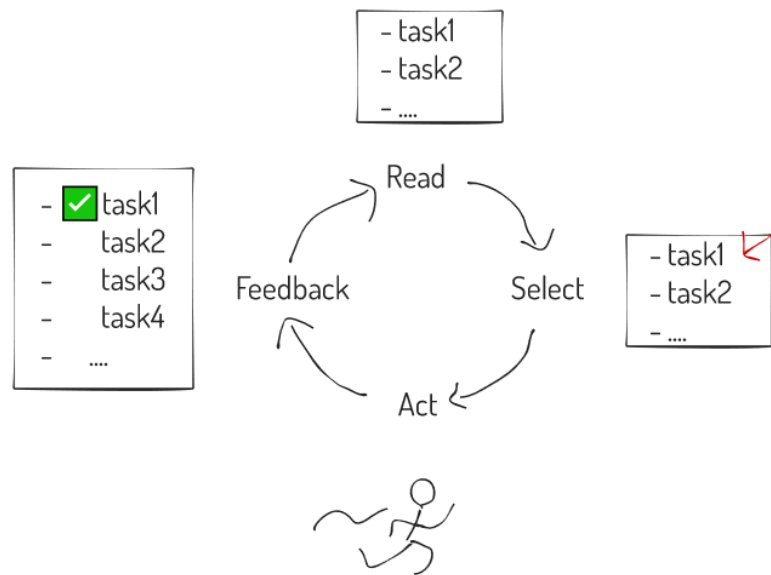 - task1
- task2
- ....
Read
- ✅ task1
- task2
- task3
- task4
- ....
Feedback
Select
- task1
- task2
- ....
Act